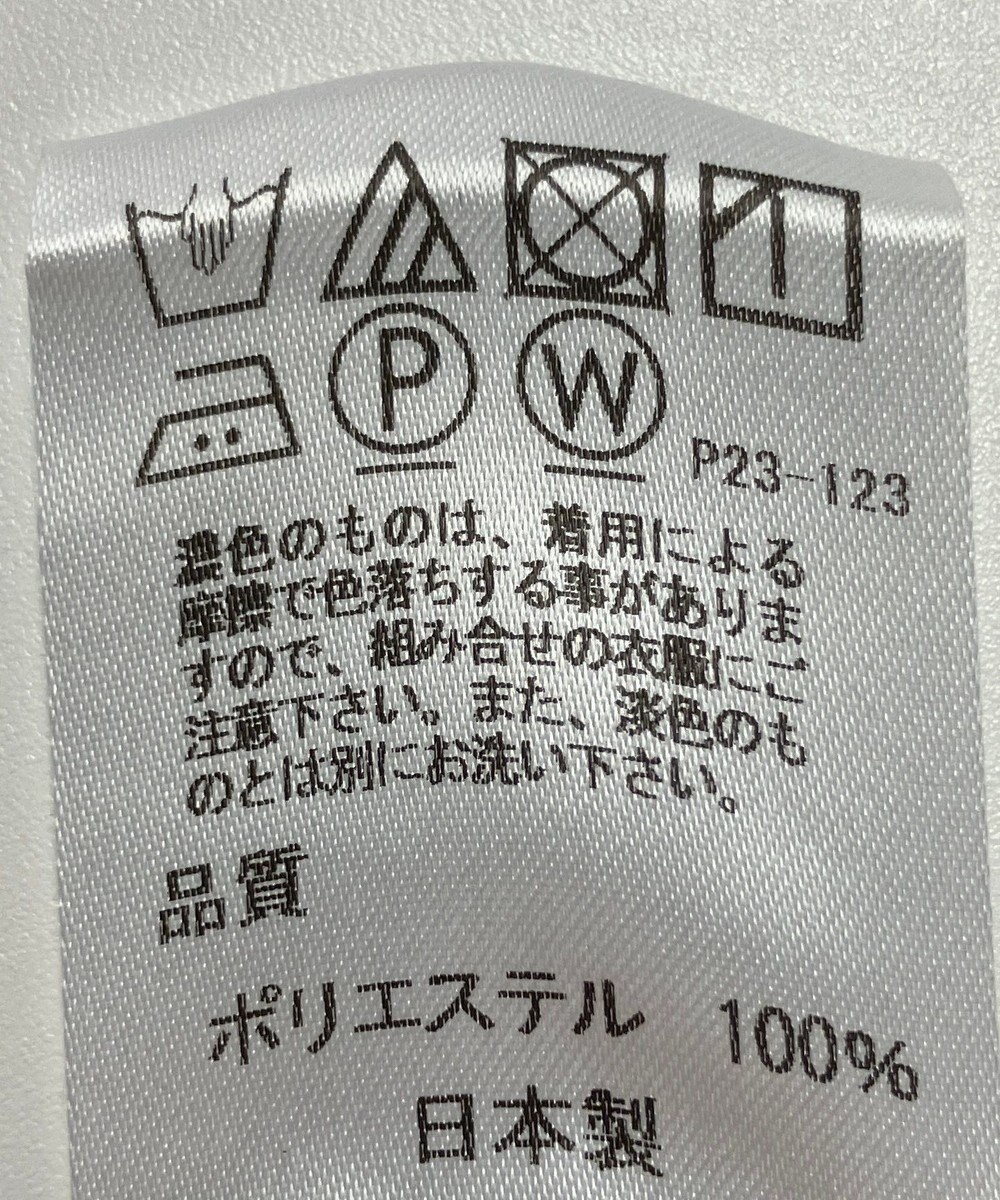 P
W
P23-123
濃色のものは、着用による
摩擦で色落ちする事がありま
すので、組み合せの衣服にご
注意下さい。また、淡色のも
のとは別にお洗い下さい。
品質
ポリエステル 100%
日本製